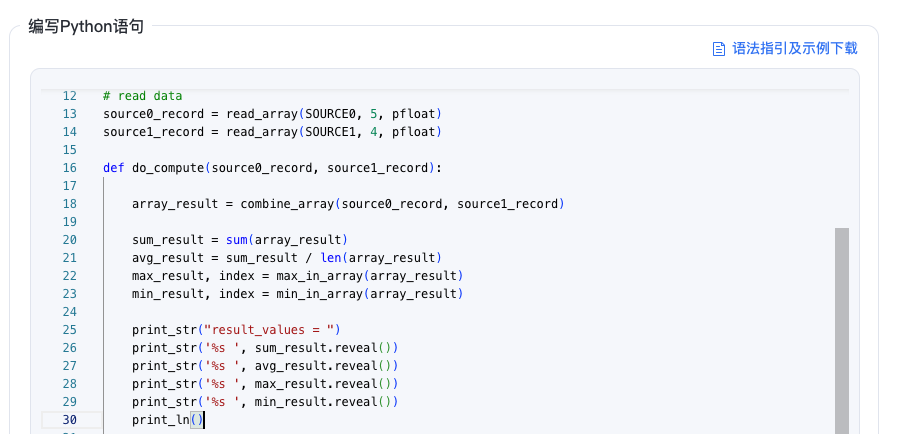 编写Python语句
语法指引及示例下载
12 # read data
13 source0_record = read_array(SOURCE0, 5, pfloat)
14 source1_record = read_array(SOURCE1, 4, pfloat)
15
16 def do_compute(source0_record, source1_record):
17
18     array_result = combine_array(source0_record, source1_record)
19
20     sum_result = sum(array_result)
21     avg_result = sum_result / len(array_result)
22     max_result, index = max_in_array(array_result)
23     min_result, index = min_in_array(array_result)
24
25     print_str("result_values = ")
26     print_str('%s ', sum_result.reveal())
27     print_str('%s ', avg_result.reveal())
28     print_str('%s ', max_result.reveal())
29     print_str('%s ', min_result.reveal())
30     print_ln()